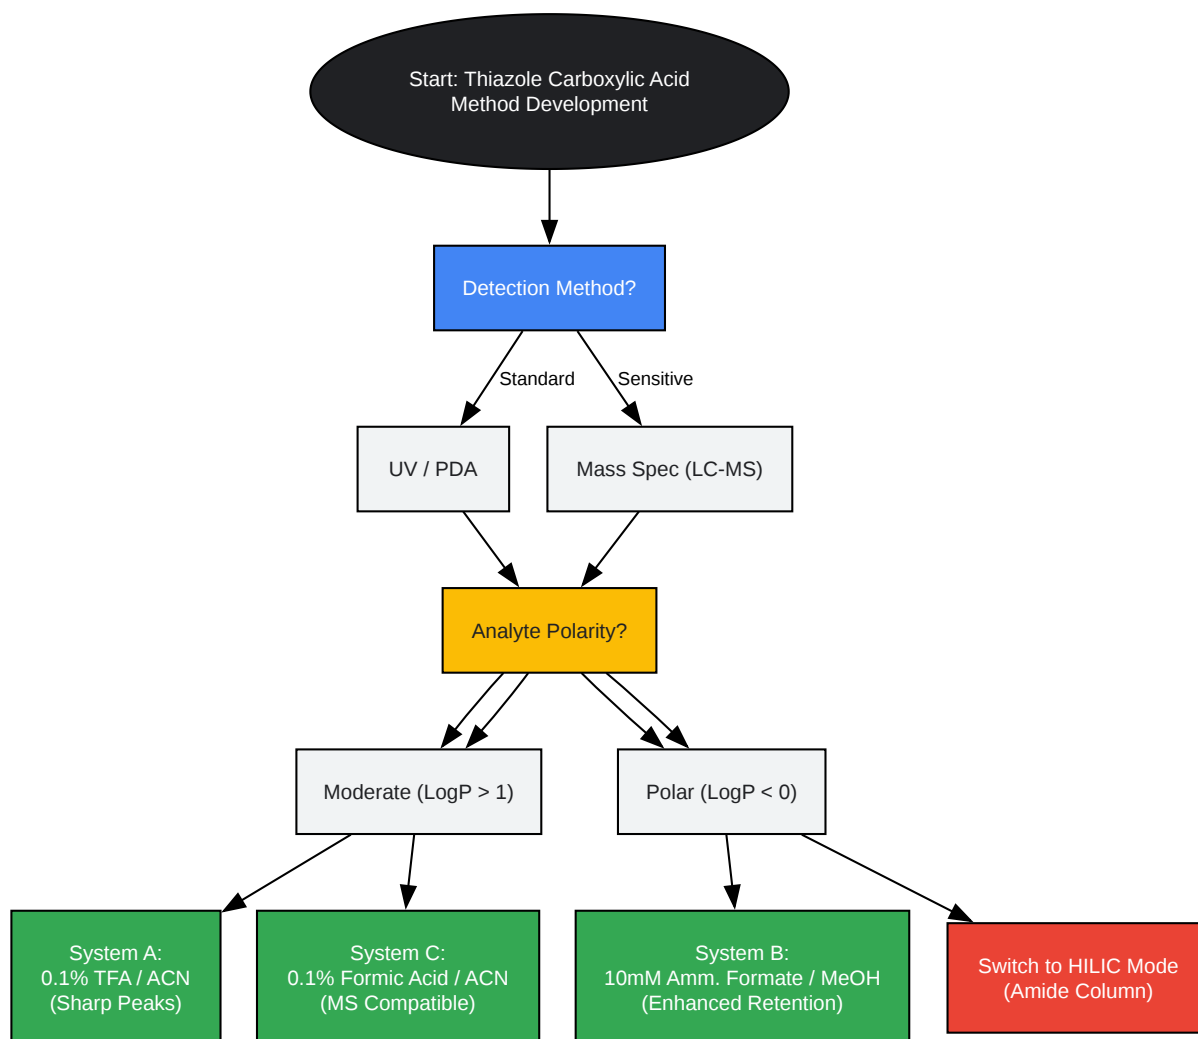 Start: Thiazole Carboxylic Acid
Method Development
Detection Method?
Standard
Sensitive
UV / PDA
Mass Spec (LC-MS)
Analyte Polarity?
Moderate (LogP > 1)
Polar (LogP < 0)
System A:
0.1% TFA / ACN
(Sharp Peaks)
System C:
0.1% Formic Acid / ACN
(MS Compatible)
System B:
10mM Amm. Formate / MeOH
(Enhanced Retention)
Switch to HILIC Mode
(Amide Column)